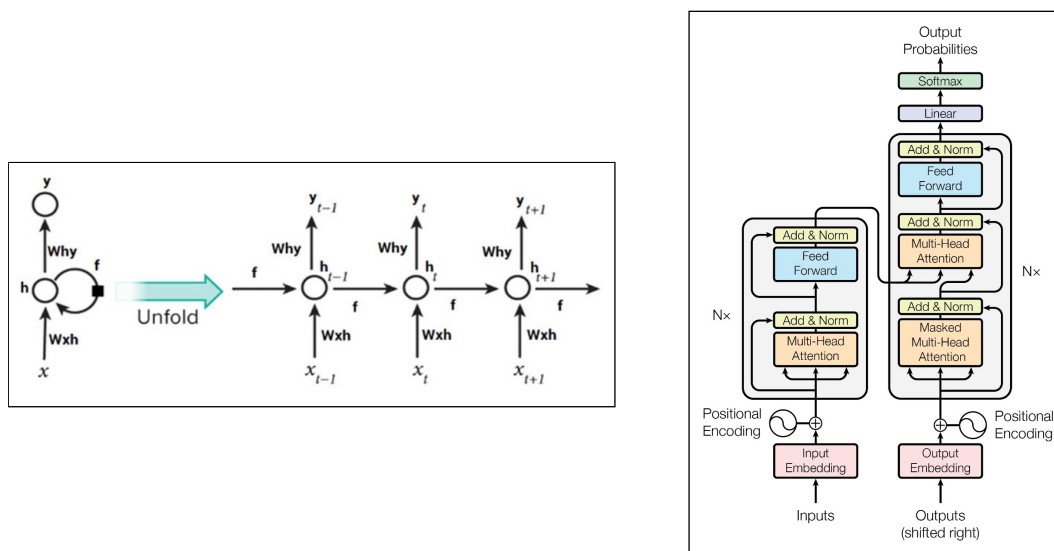 y
Why
f
h
Wxh
x
Unfold
y t-1
y t
y t+1
Why
Why
Why
f
h t-1
h t
h t+1
f
f
f
Wxh
Wxh
Wxh
x t-1
x t
x t+1
Output
Probabilities
Softmax
Linear
Add & Norm
Feed
Forward
Add & Norm
Multi-Head
Attention
Add & Norm
Masked
Multi-Head
Attention
N×
Add & Norm
Feed
Forward
N×
Add & Norm
Multi-Head
Attention
Positional
Encoding
Positional
Encoding
Input
Embedding
Output
Embedding
Inputs
Outputs
(shifted right)